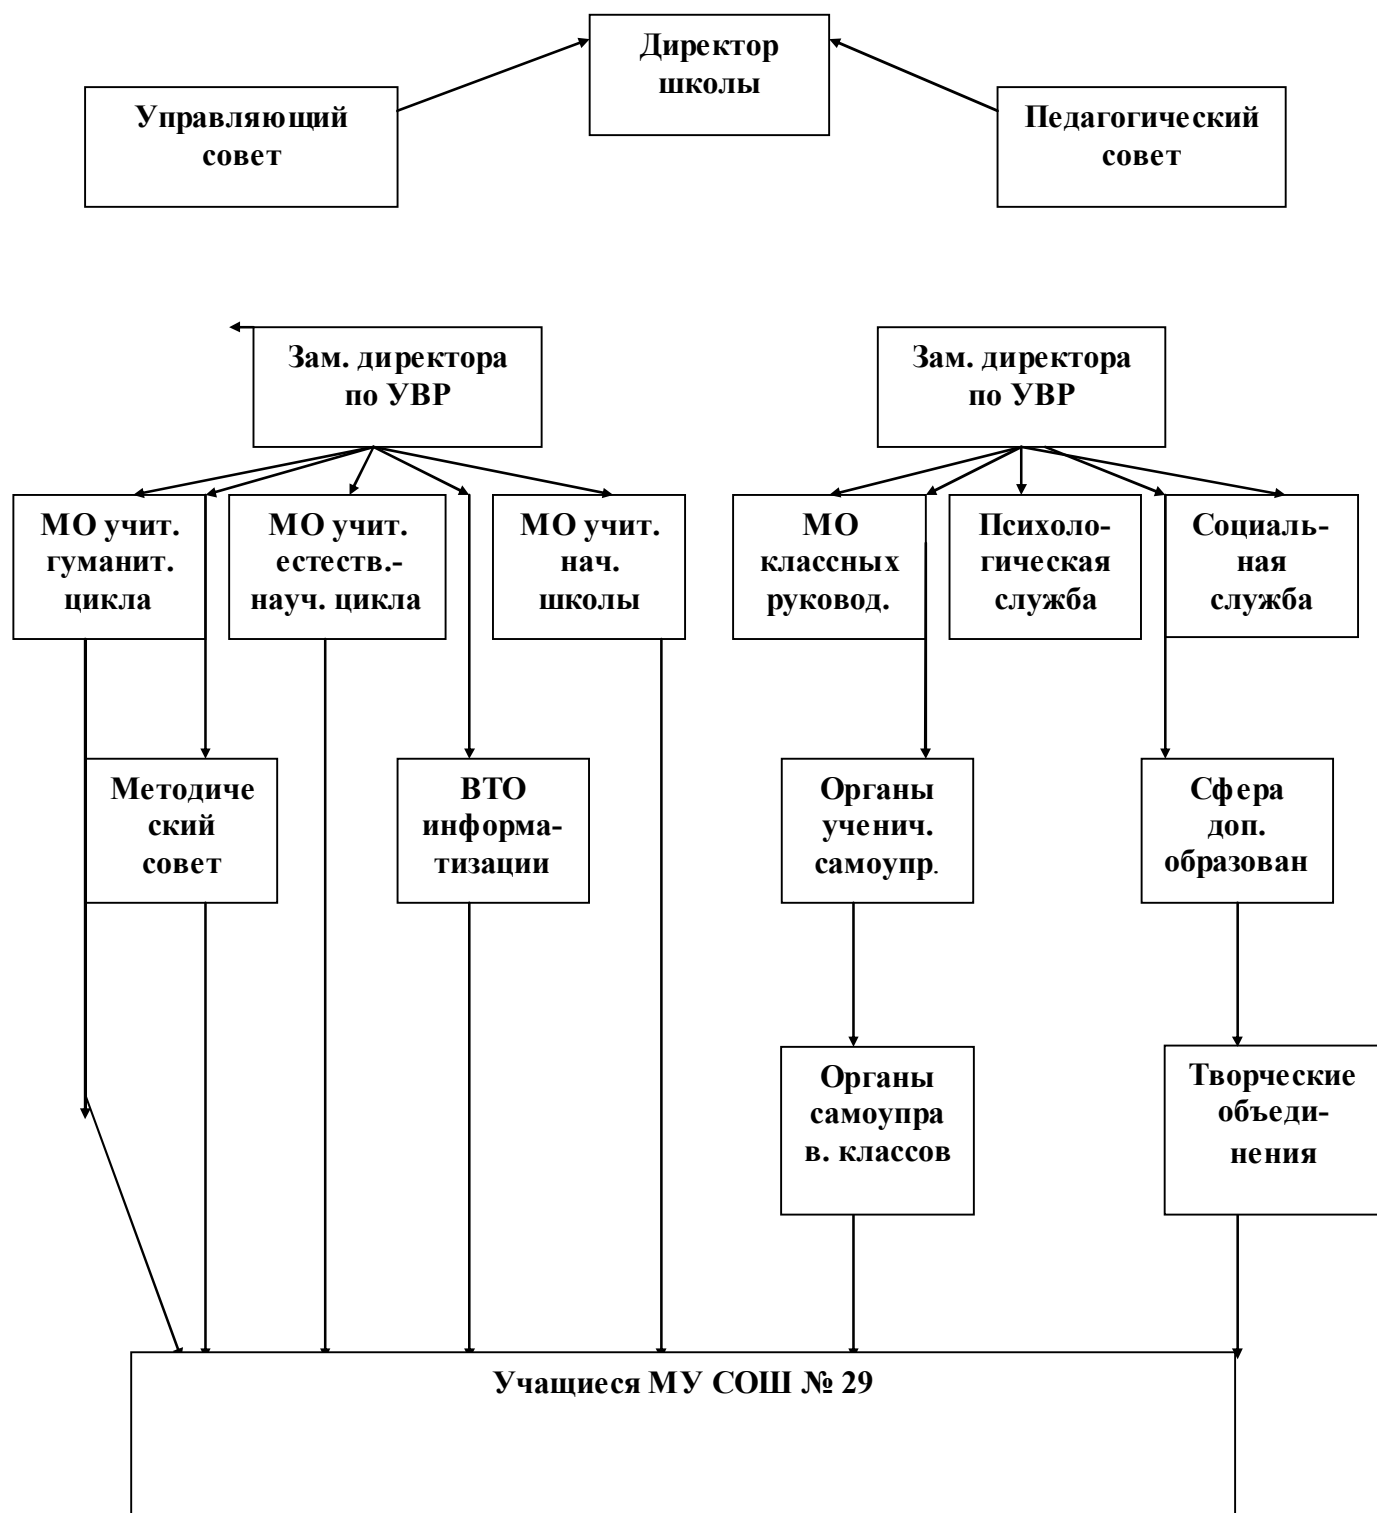 Директор
школы
Управляющий
совет
Педагогический
совет
Зам. директора
по УВР
Зам. директора
по УВР
МО учит.
гуманит.
цикла
МО учит.
естеств.-
науч. цикла
МО учит.
нач.
школы
МО
классных
руковод.
Психоло-
гическая
служба
Социаль-
ная
служба
Методиче
ский
совет
ВТО
информа-
тизации
Органы
ученич.
самоупр.
Сфера
доп.
образован
Органы
самоупра
в. классов
Творческие
объеди-
нения
Учащиеся МУ СОШ № 29